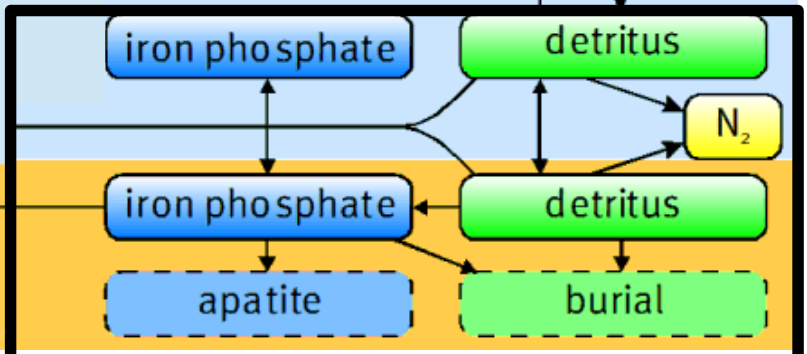 iron phosphate
detritus
N₂
iron phosphate
detritus
apatite
burial